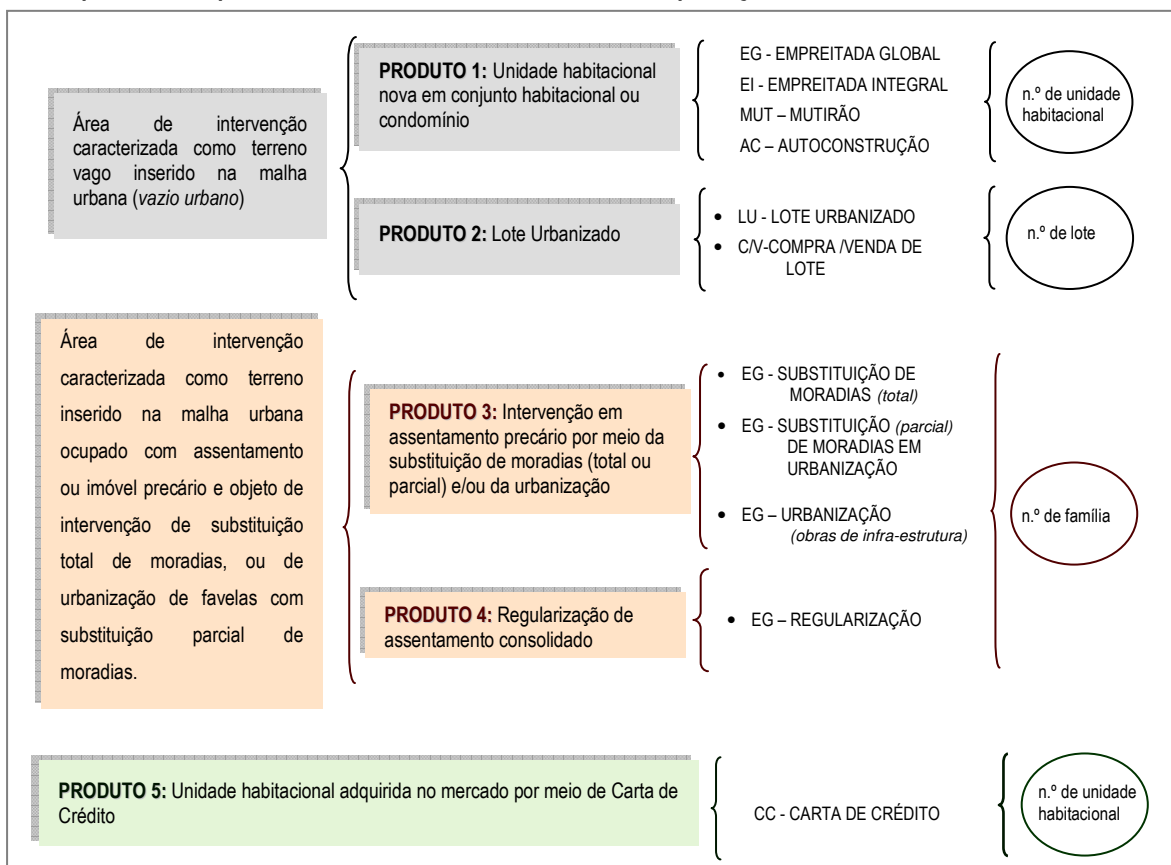 Área de intervenção
caracterizada como terreno
vago inserido na malha
urbana (vazio urbano)
PRODUTO 1: Unidade habitacional
nova em conjunto habitacional ou
condomínio
EG - EMPREITADA GLOBAL
EI - EMPREITADA INTEGRAL
MUT – MUTIRÃO
AC – AUTOCONSTRUÇÃO
n.º de unidade
habitacional
PRODUTO 2: Lote Urbanizado
• LU - LOTE URBANIZADO
• C/V-COMPRA /VENDA DE
LOTE
n.º de lote
Área de intervenção
caracterizada como terreno
inserido na malha urbana
ocupado com assentamento
ou imóvel precário e objeto de
intervenção de substituição
total de moradias, ou de
urbanização de favelas com
substituição parcial de
moradias.
PRODUTO 3: Intervenção em
assentamento precário por meio da
substituição de moradias (total ou
parcial) e/ou da urbanização
• EG - SUBSTITUIÇÃO DE
MORADIAS (total)
• EG - SUBSTITUIÇÃO (parcial)
DE MORADIAS EM
URBANIZAÇÃO
• EG – URBANIZAÇÃO
(obras de infra-estrutura)
n.º de família
PRODUTO 4: Regularização de
assentamento consolidado
• EG – REGULARIZAÇÃO
PRODUTO 5: Unidade habitacional adquirida no mercado por meio de Carta de
Crédito
CC - CARTA DE CRÉDITO
n.º de unidade
habitacional